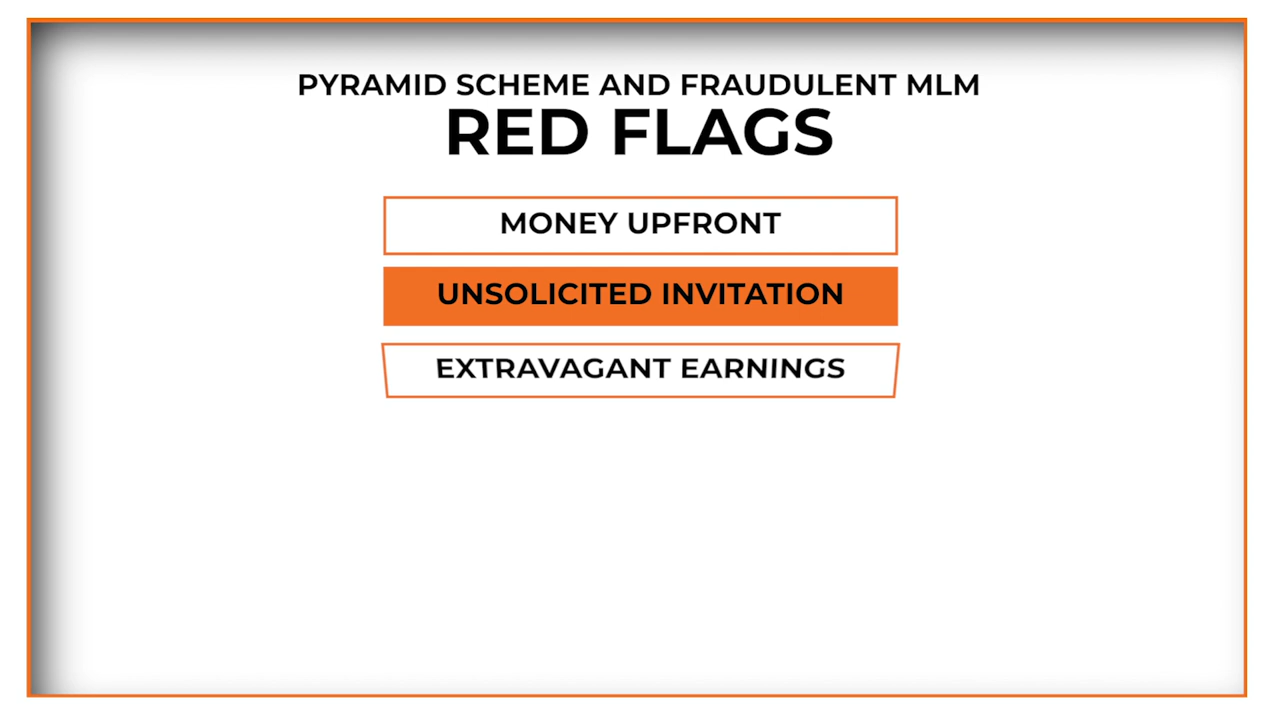 PYRAMID SCHEME AND FRAUDULENT MLM
RED FLAGS
MONEY UPFRONT
UNSOLICITED INVITATION
EXTRAVAGANT EARNINGS